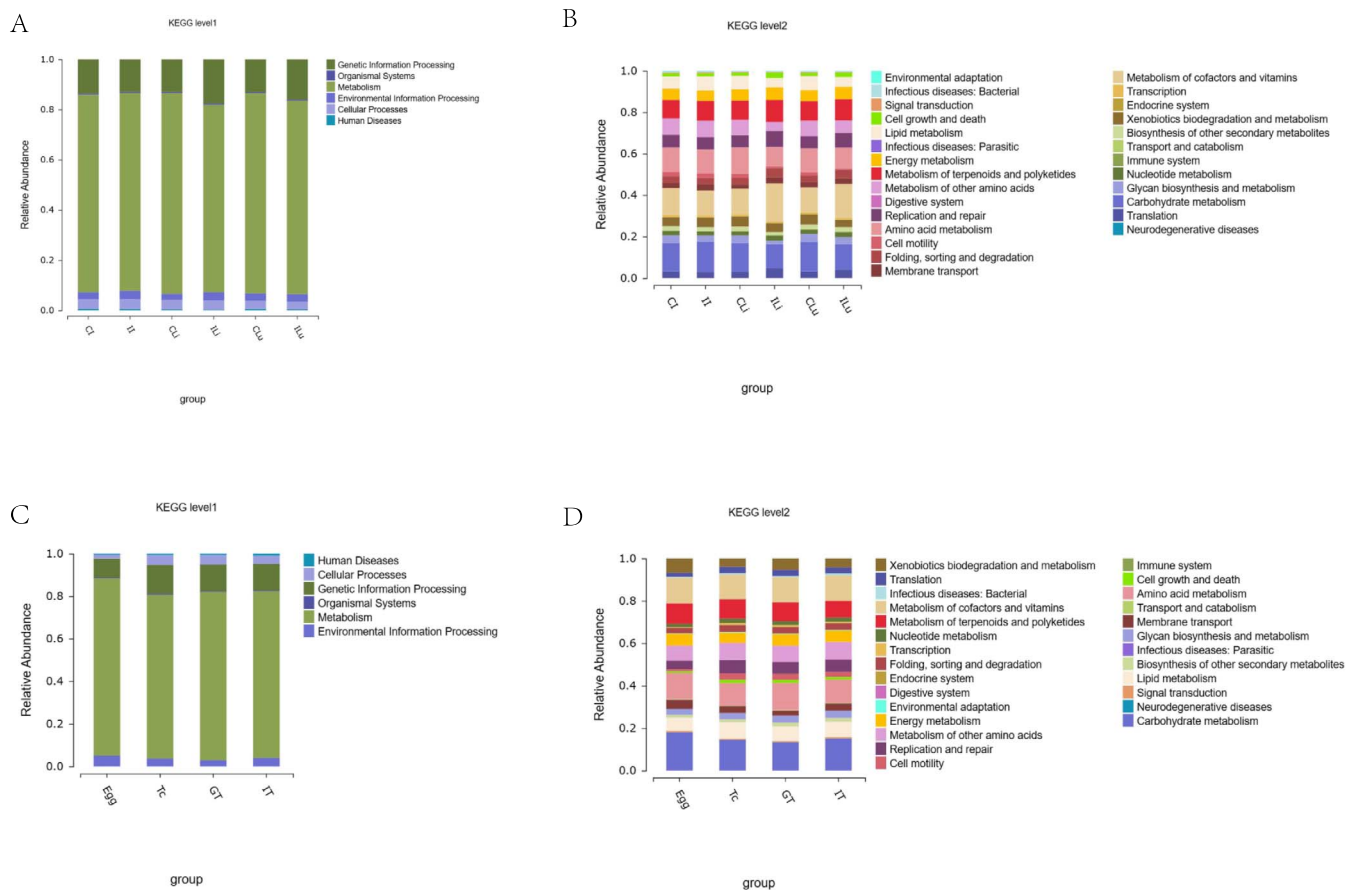 A
KEGG level1
Relative Abundance
1.0
0.8
0.6
0.4
0.2
0.0
CI
II
CLi
ILi
CLu
ILu
group
Genetic Information Processing
Organismal Systems
Metabolism
Environmental Information Processing
Cellular Processes
Human Diseases
B
KEGG level2
Relative Abundance
1.0
0.8
0.6
0.4
0.2
0.0
CI
II
CLi
ILi
CLu
ILu
group
Environmental adaptation
Infectious diseases: Bacterial
Signal transduction
Cell growth and death
Lipid metabolism
Infectious diseases: Parasitic
Energy metabolism
Metabolism of terpenoids and polyketides
Metabolism of other amino acids
Digestive system
Replication and repair
Amino acid metabolism
Cell motility
Folding, sorting and degradation
Membrane transport
Metabolism of cofactors and vitamins
Transcription
Endocrine system
Xenobiotics biodegradation and metabolism
Biosynthesis of other secondary metabolites
Transport and catabolism
Immune system
Nucleotide metabolism
Glycan biosynthesis and metabolism
Carbohydrate metabolism
Translation
Neurodegenerative diseases
C
KEGG level1
Relative Abundance
1.0
0.8
0.6
0.4
0.2
0.0
Egg
Tc
GT
IT
group
Human Diseases
Cellular Processes
Genetic Information Processing
Organismal Systems
Metabolism
Environmental Information Processing
D
KEGG level2
Relative Abundance
1.0
0.8
0.6
0.4
0.2
0.0
Egg
Tc
GT
IT
group
Xenobiotics biodegradation and metabolism
Translation
Infectious diseases: Bacterial
Metabolism of cofactors and vitamins
Metabolism of terpenoids and polyketides
Nucleotide metabolism
Transcription
Folding, sorting and degradation
Endocrine system
Digestive system
Environmental adaptation
Energy metabolism
Metabolism of other amino acids
Replication and repair
Cell motility
Immune system
Cell growth and death
Amino acid metabolism
Transport and catabolism
Membrane transport
Glycan biosynthesis and metabolism
Infectious diseases: Parasitic
Biosynthesis of other secondary metabolites
Lipid metabolism
Signal transduction
Neurodegenerative diseases
Carbohydrate metabolism